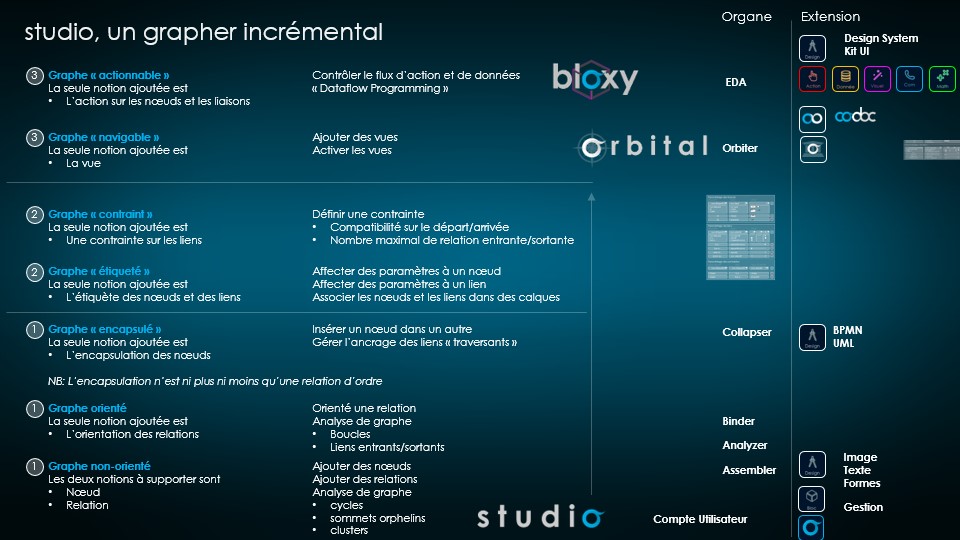 studio, un grapher incrémental
Organe
Extension
Design System
Kit UI
Design
3
Graphe « actionnable »
La seule notion ajoutée est
• L’action sur les nœuds et les liaisons
Contrôler le flux d’action et de données
« Dataflow Programming »
bloxy
EDA
Action
Donnée
Visuel
Com
Math
codoc
3
Graphe « navigable »
La seule notion ajoutée est
• La vue
Ajouter des vues
Activer les vues
Orbital
Orbiter
2
Graphe « contraint »
La seule notion ajoutée est
• Une contrainte sur les liens
Définir une contrainte
• Compatibilité sur le départ/arrivée
• Nombre maximal de relation entrante/sortante
2
Graphe « étiqueté »
La seule notion ajoutée est
• L’étiquète des nœuds et des liens
Affecter des paramètres à un nœud
Affecter des paramètres à un lien
Associer les nœuds et les liens dans des calques
1
Graphe « encapsulé »
La seule notion ajoutée est
• L’encapsulation des nœuds
Insérer un nœud dans un autre
Gérer l’ancrage des liens « traversants »
Collapser
Design
BPMN
UML
NB: L’encapsulation n’est ni plus ni moins qu’une relation d’ordre
1
Graphe orienté
La seule notion ajoutée est
• L’orientation des relations
Orienté une relation
Analyse de graphe
• Boucles
• Liens entrants/sortants
Binder
Analyzer
1
Graphe non-orienté
Les deux notions à supporter sont
• Nœud
• Relation
Ajouter des nœuds
Ajouter des relations
Analyse de graphe
• cycles
• sommets orphelins
• clusters
Assembler
Design
Image
Texte
Formes
Bloc
Gestion
studio
Compte Utilisateur